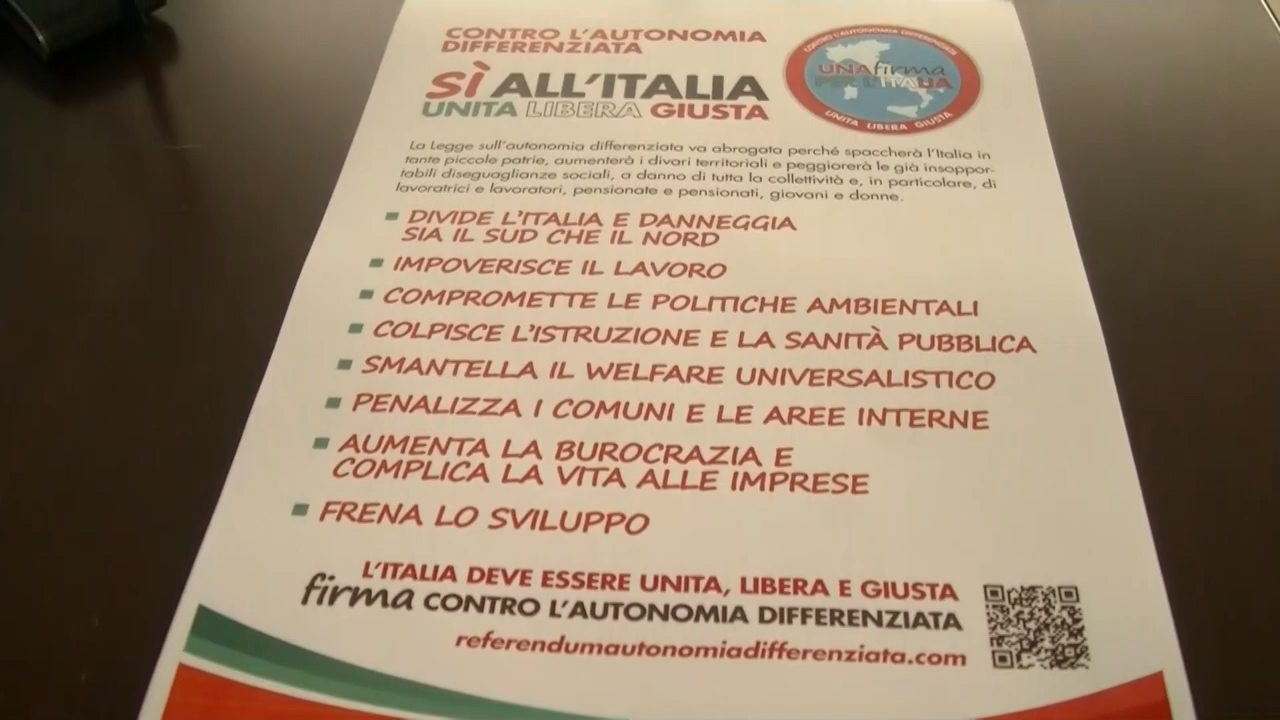 CONTRO L'AUTONOMIA
DIFFERENZIATA
SÌ ALL'ITALIA
UNITA LIBERA GIUSTA
CONTRO L'AUTONOMIA DIFFERENZIATA
UNA firma
PER L'ITALIA
UNITA LIBERA GIUSTA
La Legge sull'autonomia differenziata va abrogata perché spaccherà l'Italia in
tante piccole patrie, aumenterà i divari territoriali e peggiorerà le già insoppor-
tabili diseguaglianze sociali, a danno di tutta la collettività e, in particolare, di
lavoratrici e lavoratori, pensionate e pensionati, giovani e donne.
DIVIDE L'ITALIA E DANNEGGIA
SIA IL SUD CHE IL NORD
IMPOVERISCE IL LAVORO
COMPROMETTE LE POLITICHE AMBIENTALI
COLPISCE L'ISTRUZIONE E LA SANITÀ PUBBLICA
SMANTELLA IL WELFARE UNIVERSALISTICO
PENALIZZA I COMUNI E LE AREE INTERNE
AUMENTA LA BUROCRAZIA E
COMPLICA LA VITA ALLE IMPRESE
FRENA LO SVILUPPO
L'ITALIA DEVE ESSERE UNITA, LIBERA E GIUSTA
firma CONTRO L'AUTONOMIA DIFFERENZIATA
referendumautonomiadifferenziata.com